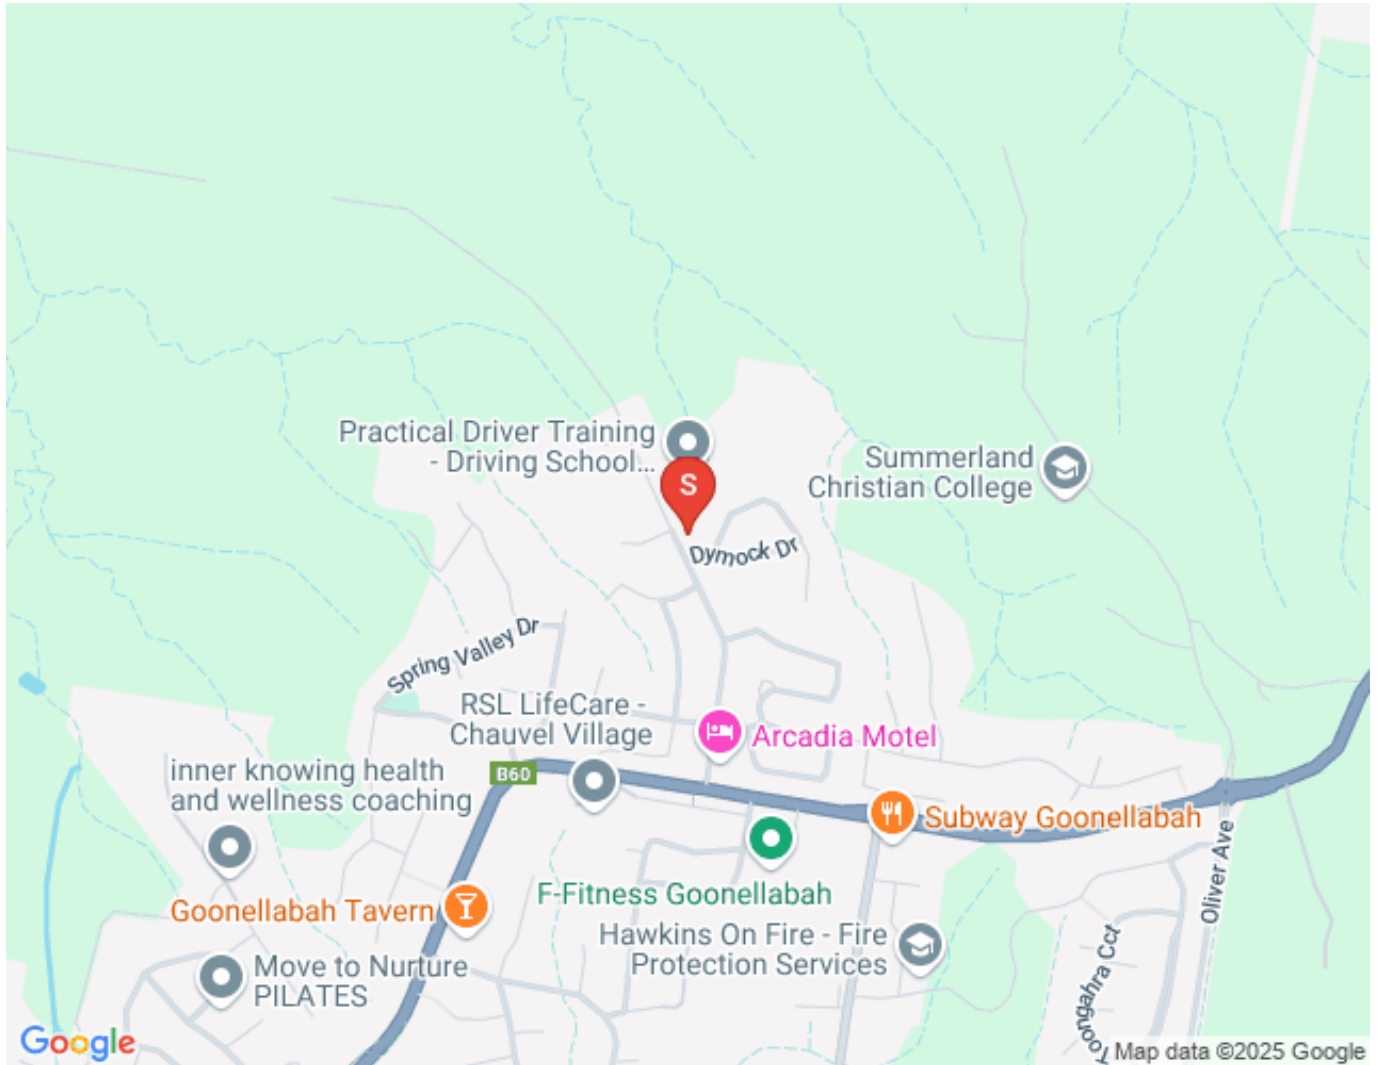 Practical Driver Training
- Driving School...
S
Summerland
Christian College
Dymock Dr
Spring Valley Dr
RSL LifeCare -
Chauvel Village
Arcadia Motel
B60
inner knowing health
and wellness coaching
Subway Goonellabah
Oliver Ave
F-Fitness Goonellabah
Goonellabah Tavern
Hawkins On Fire - Fire
Protection Services
Move to Nurture
PILATES
Toongahra Cct
Google
Map data ©2025 Google